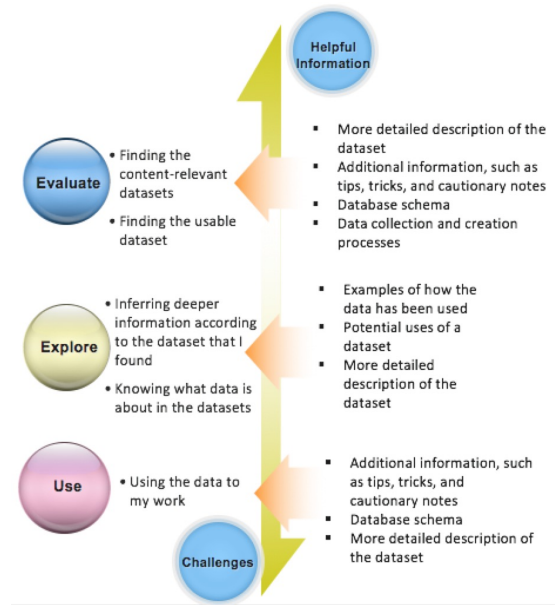 Helpful
Information
Evaluate
• Finding the
content-relevant
datasets
• Finding the usable
dataset
▪ More detailed description of the
dataset
▪ Additional information, such as
tips, tricks, and cautionary notes
▪ Database schema
▪ Data collection and creation
processes
Explore
• Inferring deeper
information according
to the dataset that I
found
• Knowing what data is
about in the datasets
▪ Examples of how the
data has been used
▪ Potential uses of a
dataset
▪ More detailed
description of the
dataset
Use
• Using the data to
my work
▪ Additional information, such
as tips, tricks, and
cautionary notes
▪ Database schema
▪ More detailed description of
the dataset
Challenges